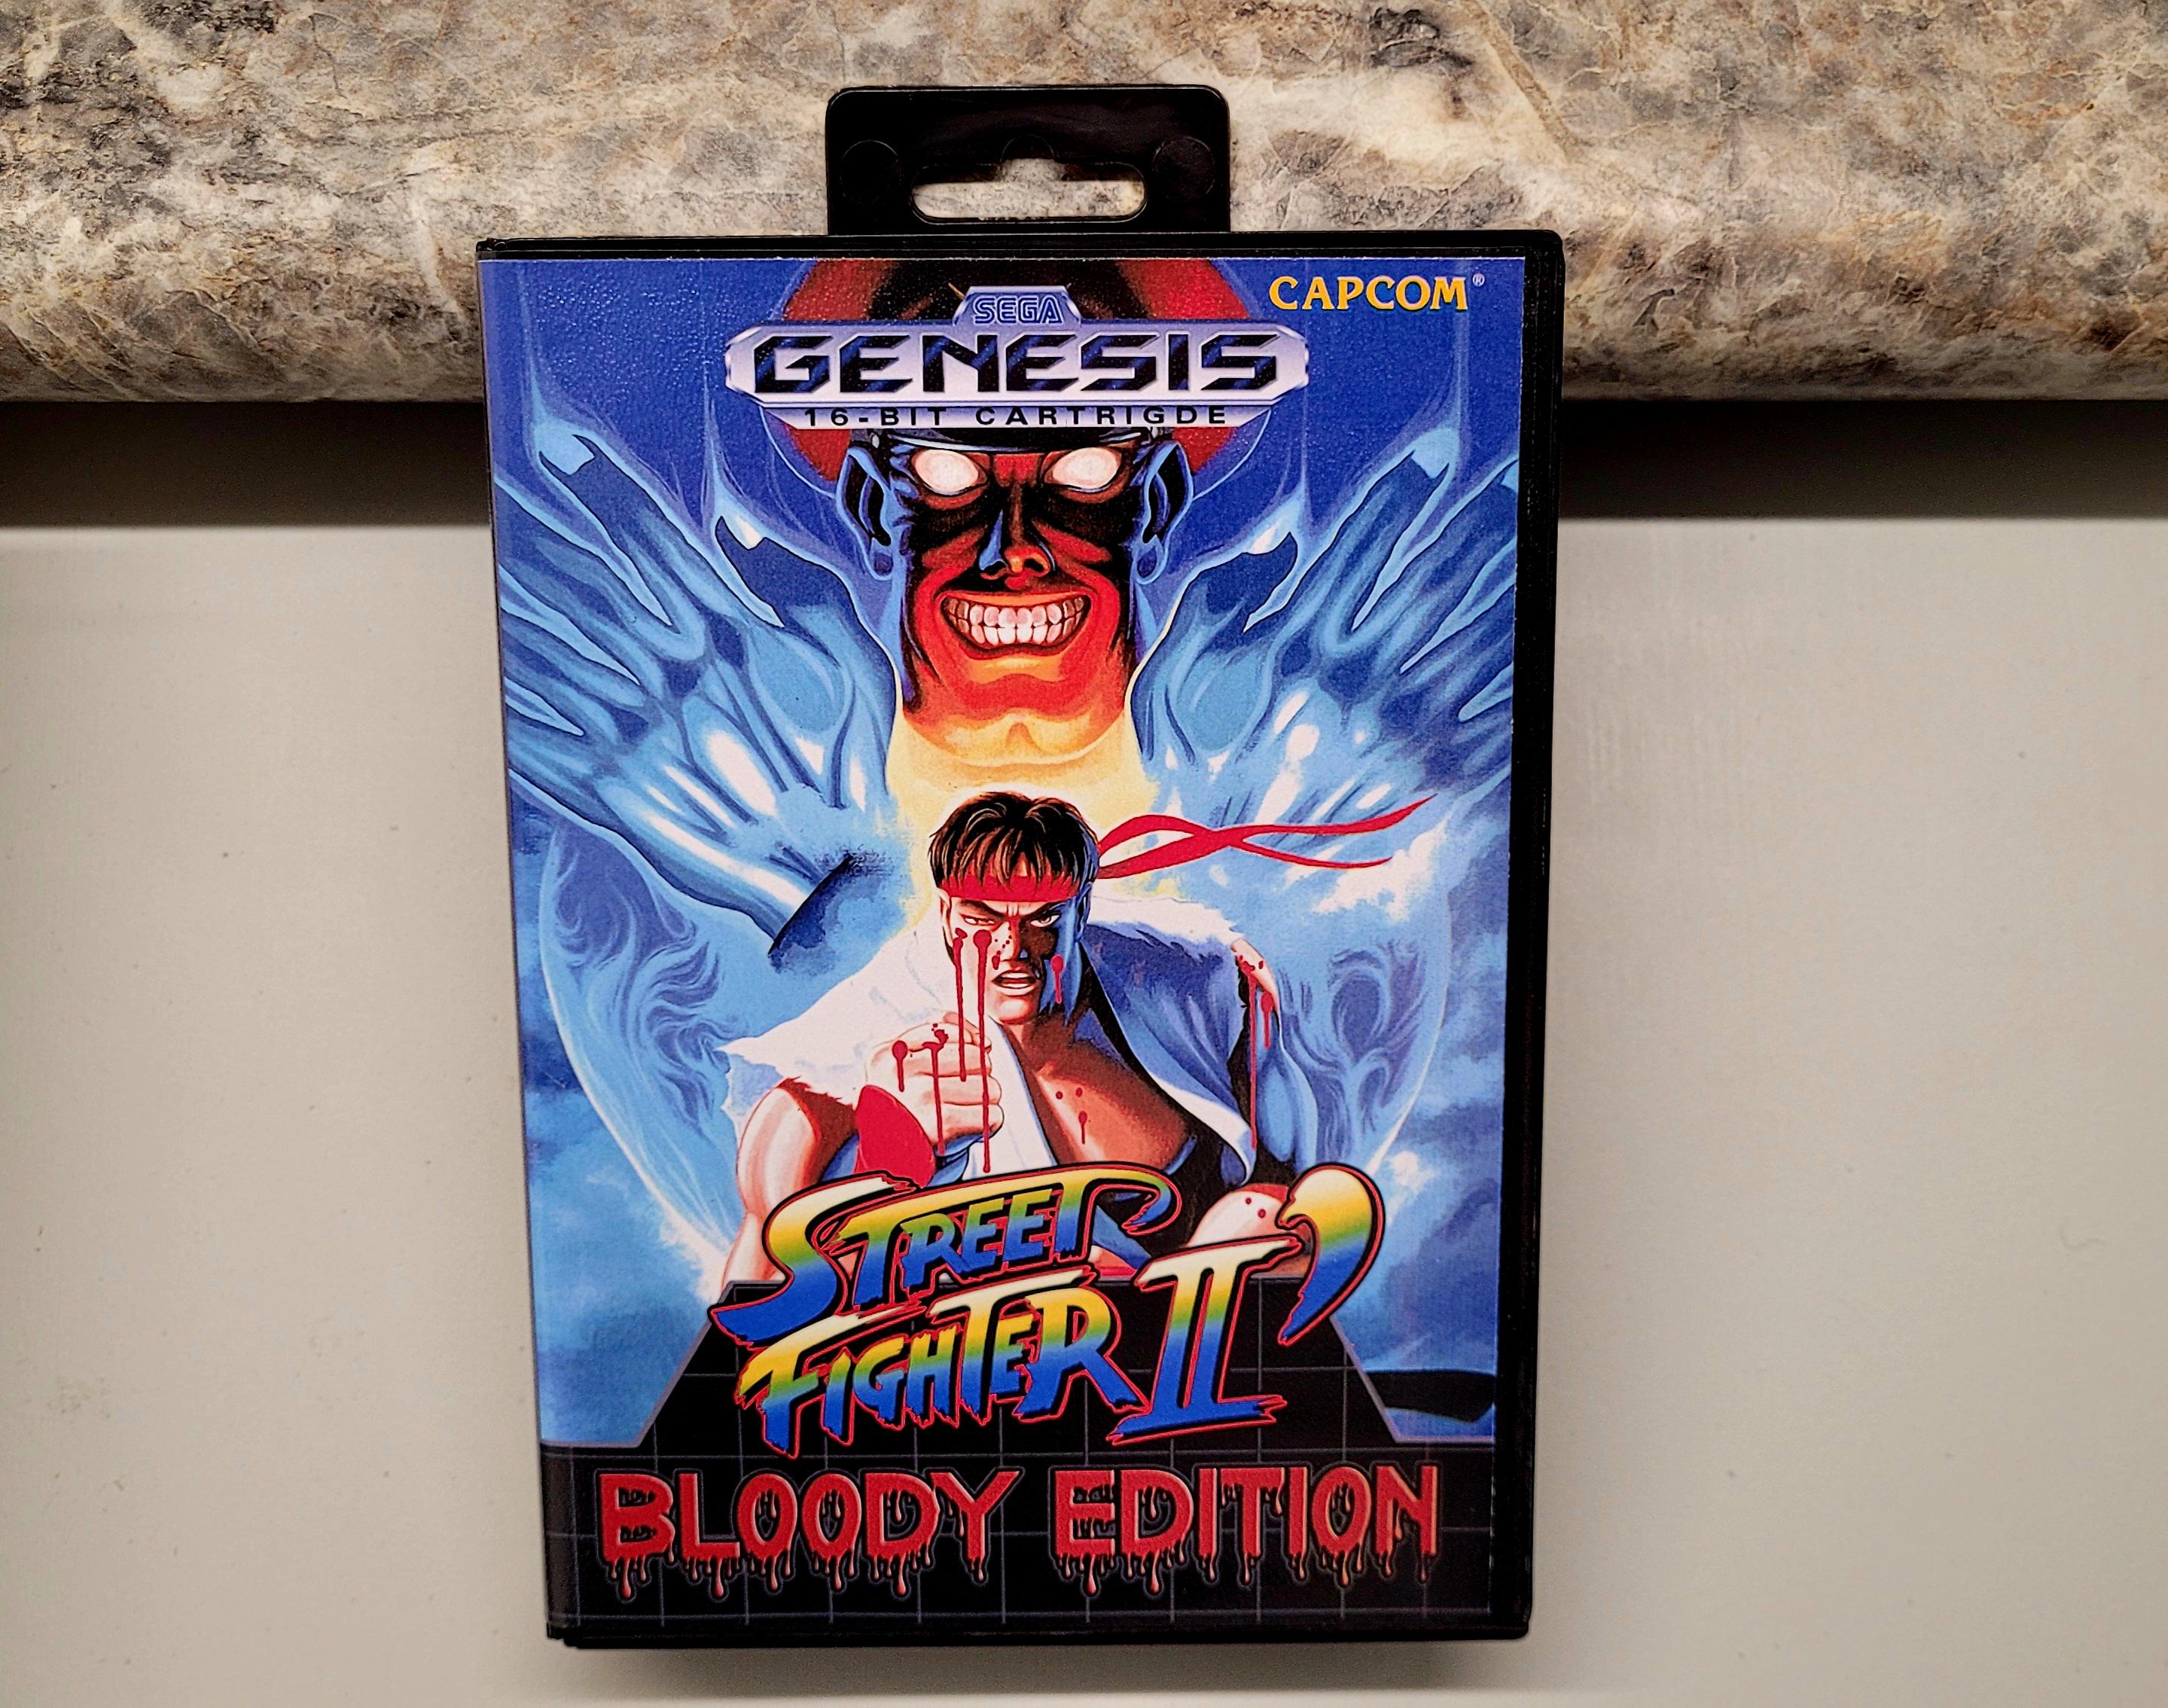 CAPCOM®
SEGA
GENESIS
16-BIT CARTRIGDE
STREET
FIGHTER II'
BLOODY EDITION